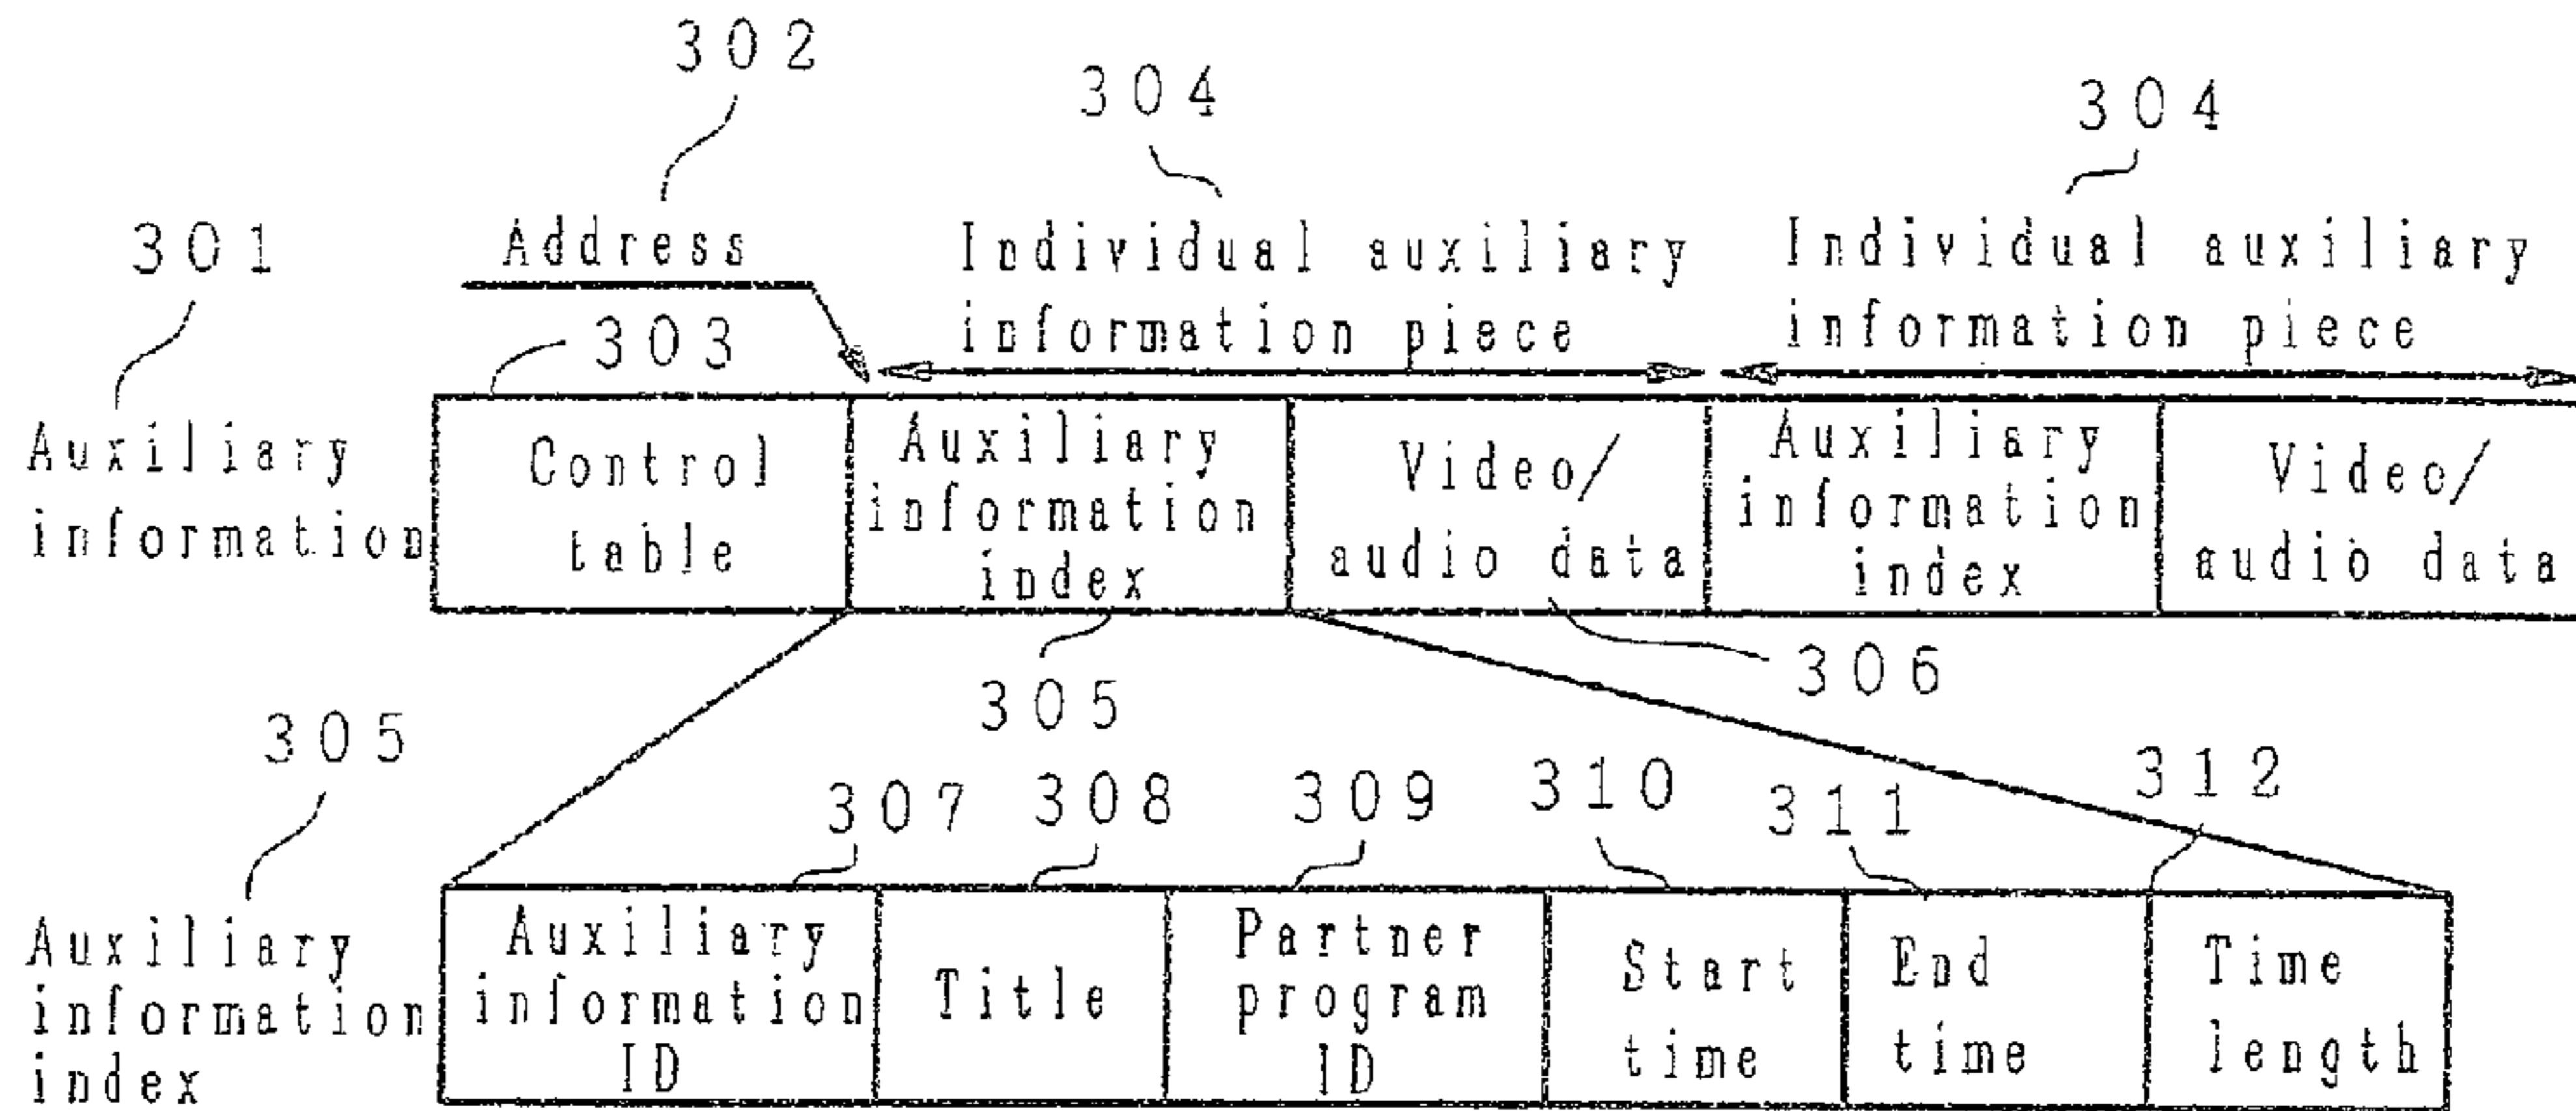 302
304
304
301
Address
Individual auxiliary
information piece
Individual auxiliary
information piece
303
Auxiliary
information
Control
table
Auxiliary
information
index
Video/
audio data
Auxiliary
information
index
Video/
audio data
305
306
305
307
308
309
310
311
312
Auxiliary
information
index
Auxiliary
information
ID
Title
Partner
program
ID
Start
time
End
time
Time
length